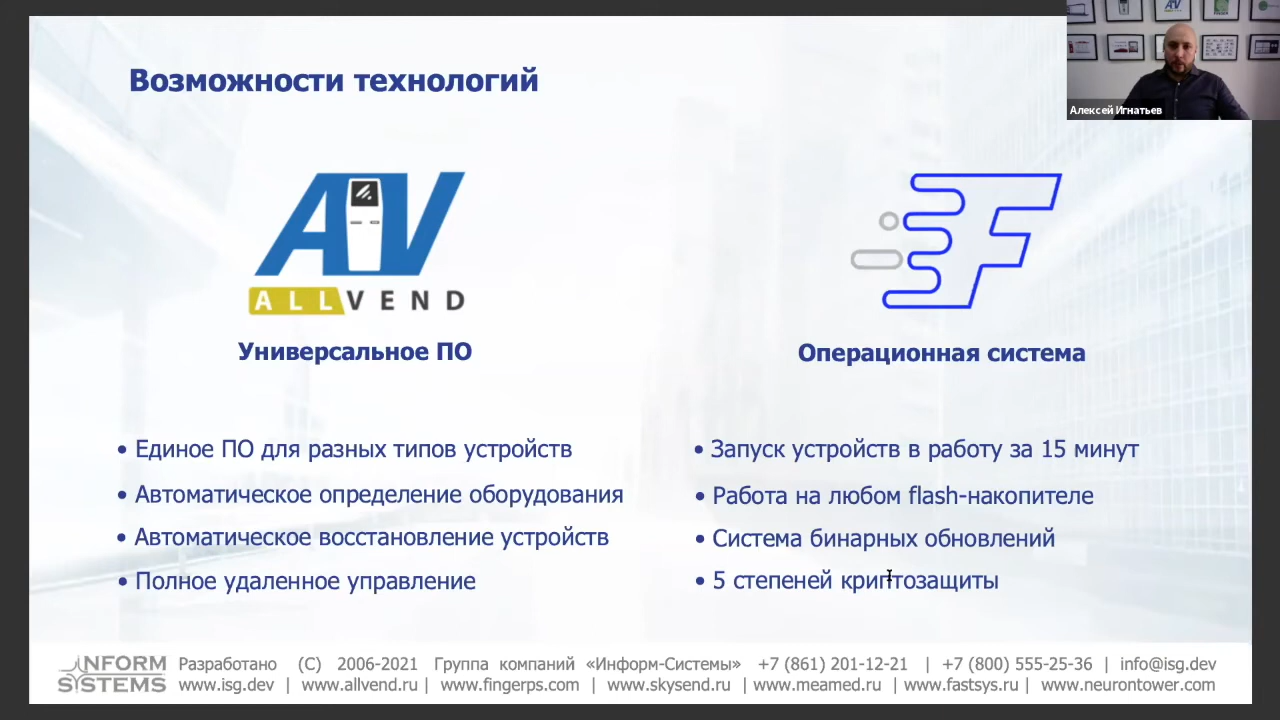 Возможности технологий
Алексей Игнатьев
ALLVEND
Универсальное ПО
• Единое ПО для разных типов устройств
• Автоматическое определение оборудования
• Автоматическое восстановление устройств
• Полное удаленное управление
Операционная система
• Запуск устройств в работу за 15 минут
• Работа на любом flash-накопителе
• Система бинарных обновлений
• 5 степеней криптозащиты
INFORM
SYSTEMS
Разработано (С) 2006-2021 Группа компаний «Информ-Системы» +7 (861) 201-12-21 | +7 (800) 555-25-36 | info@isg.dev
www.isg.dev | www.allvend.ru | www.fingerps.com | www.skysend.ru | www.meamed.ru | www.fastsys.ru | www.neurontower.com